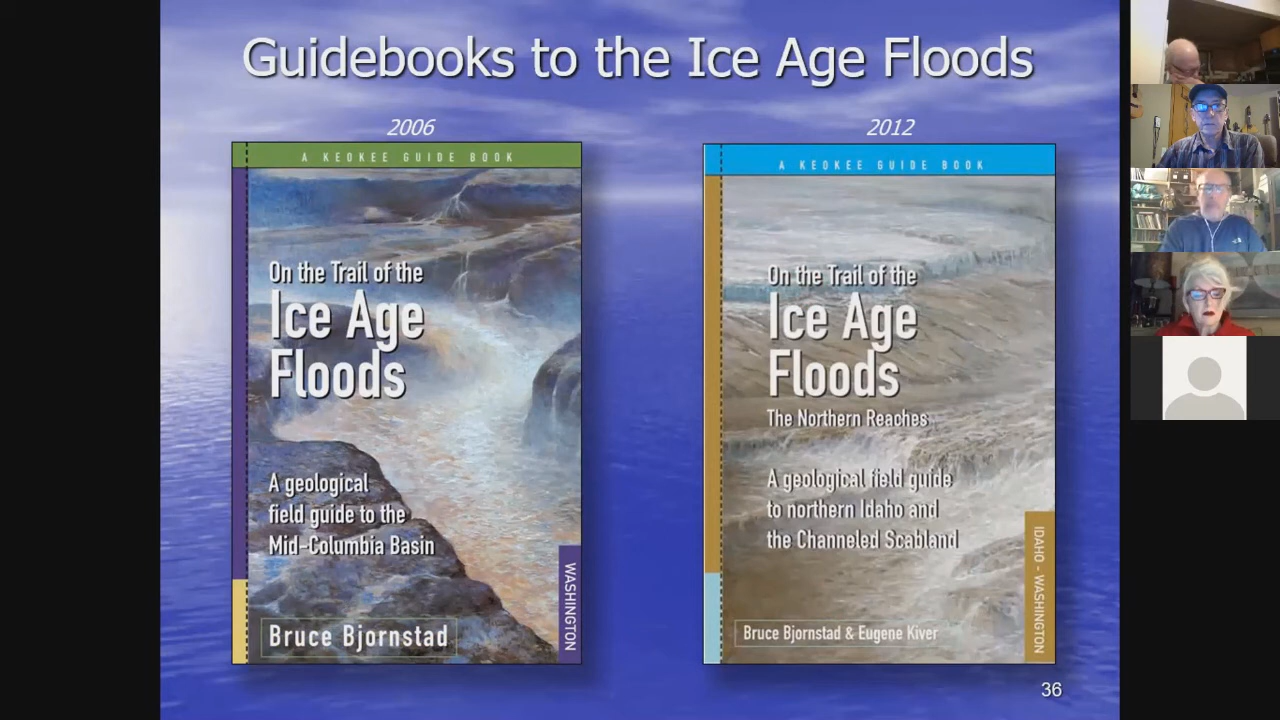 Guidebooks to the Ice Age Floods
2006
A KEOKEE GUIDE BOOK
On the Trail of the
Ice Age
Floods
A geological
field guide to the
Mid-Columbia Basin
WASHINGTON
Bruce Bjornstad
2012
A KEOKEE GUIDE BOOK
On the Trail of the
Ice Age
Floods
The Northern Reaches
A geological field guide
to northern Idaho and
the Channeled Scabland
IDAHO - WASHINGTON
Bruce Bjornstad & Eugene Kiver
36